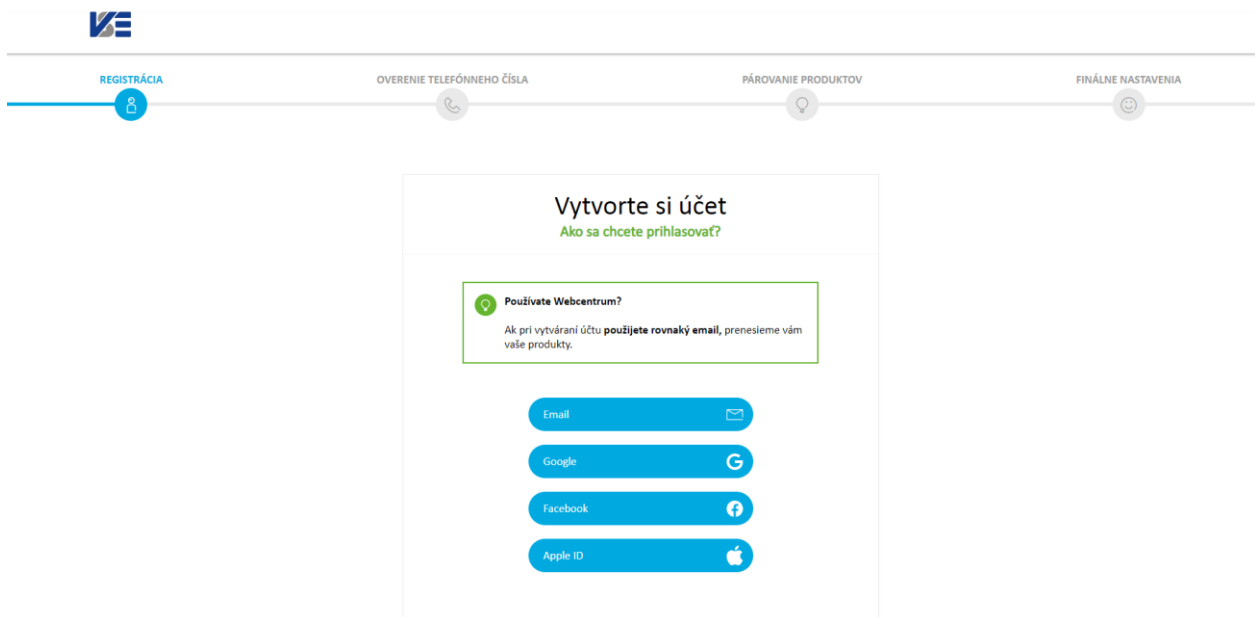 VSE
REGISTRÁCIA
OVERENIE TELEFÓNNEHO ČÍSLA
PÁROVANIE PRODUKTOV
FINÁLNE NASTAVENIA
Vytvorte si účet
Ako sa chcete prihlasovať?
Používate Webcentrum?
Ak pri vytváraní účtu použijete rovnaký email, prenesieme vám
vaše produkty.
Email
Google
Facebook
Apple ID